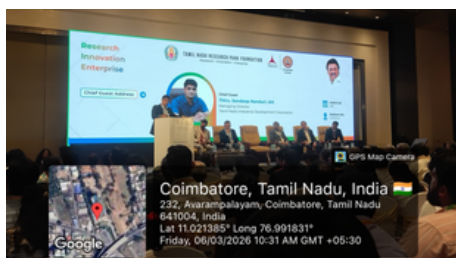 Research
Innovation
Enterprise
TAMIL NADU RESEARCH PARK FOUNDATION
Chief Guest Address
Chief Guest
GPS Map Camera
Coimbatore, Tamil Nadu, India
232, Avarampalayam, Coimbatore, Tamil Nadu
641004, India
Lat 11.021385° Long 76.991831°
Friday, 06/03/2026 10:31 AM GMT +05:30
Google